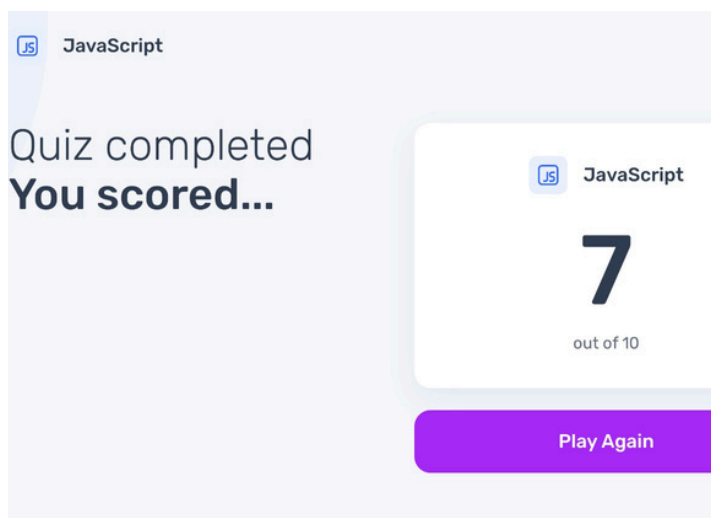 JS JavaScript
Quiz completed
You scored...
JS JavaScript
7
out of 10
Play Again